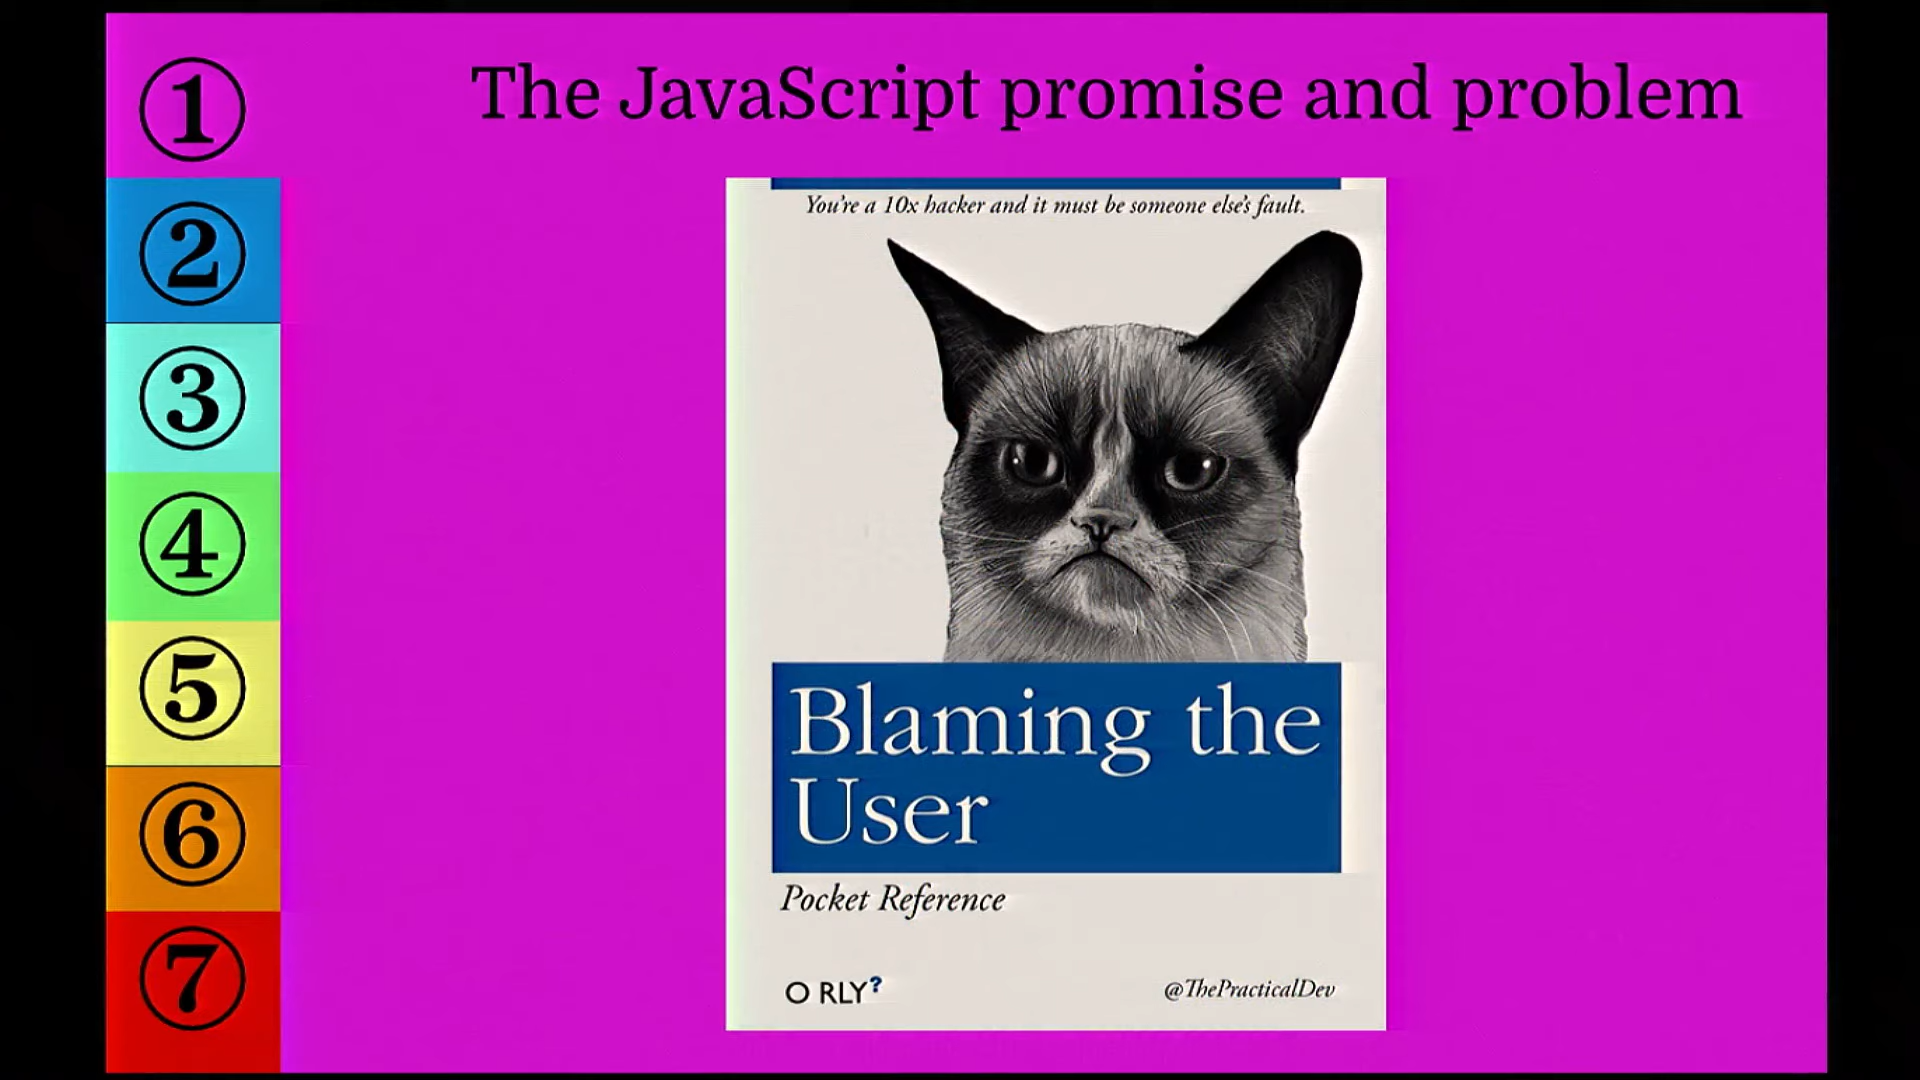 The JavaScript promise and problem
①
②
③
④
⑤
⑥
⑦
You're a 10x hacker and it must be someone else's fault.
Blaming the
User
Pocket Reference
O RLY?
@ThePracticalDev